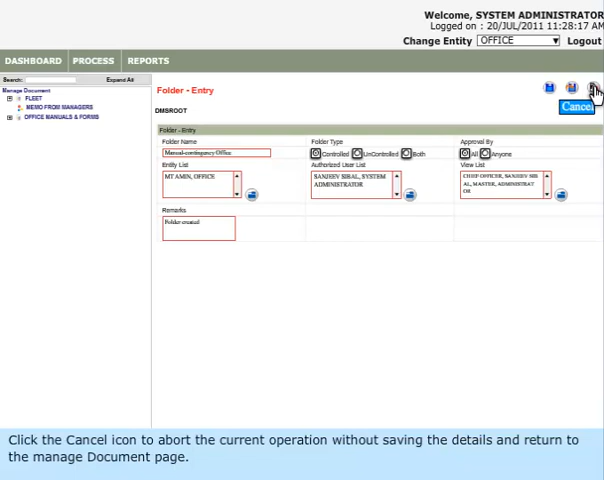 Welcome, SYSTEM ADMINISTRATOR
Logged on : 20/JUL/2011 11:28:17 AM
Change Entity OFFICE Logout
DASHBOARD PROCESS REPORTS
Search: Expand All
Manage Document
FLEET
MEMO FROM MANAGERS
OFFICE MANUALS & FORMS
Folder - Entry
Cancel
DMSROOT
Folder - Entry
Folder Name Folder Type Approval By
Manual-contingency Office Controlled UnControlled Both All Anyone
Entity List Authorized User List View List
MT AMIN, OFFICE
SANJEEV SIBAL, SYSTEM
ADMINISTRATOR
CHIEF OFFICER, SANJEEV SIB
AL, MASTER, ADMINISTRAT
OR
Remarks
Folder created
Click the Cancel icon to abort the current operation without saving the details and return to
the manage Document page.